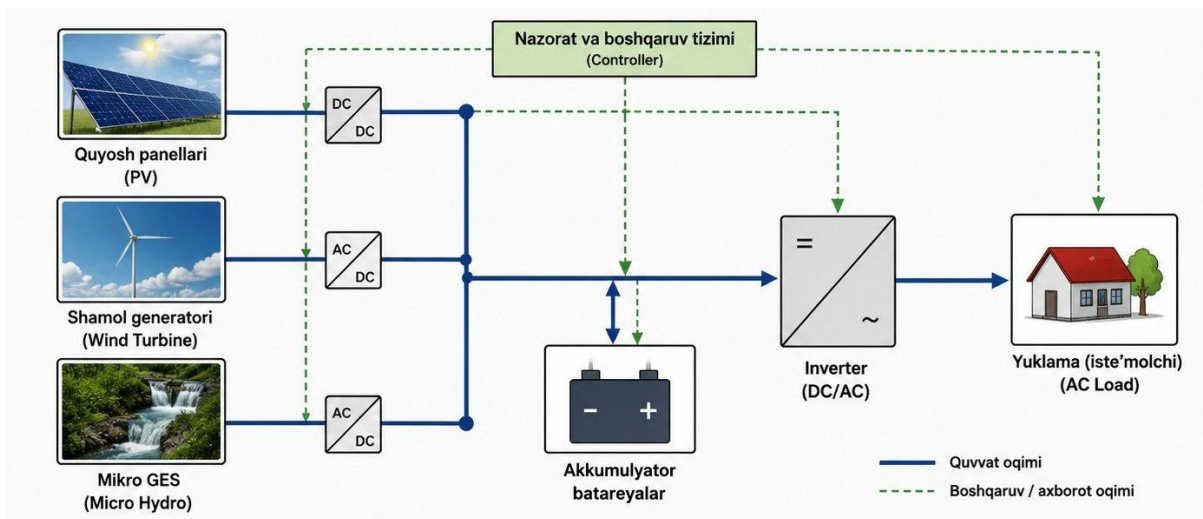 Nazorat va boshqaruv tizimi
(Controller)
DC
DC
Quyosh panellari
(PV)
AC
DC
Shamol generatori
(Wind Turbine)
=
~
Inverter
(DC/AC)
Yuklama (iste’molchi)
(AC Load)
AC
DC
Mikro GES
(Micro Hydro)
− +
Akkumulyator
batareyalar
Quvvat oqimi
Boshqaruv / axborot oqimi